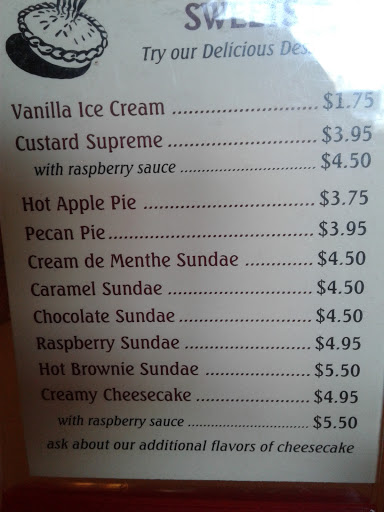 SWEETS
Try our Delicious
Vanilla Ice Cream ........................ $1.75
Custard Supreme ........................ $3.95
with raspberry sauce ........................ $4.50
Hot Apple Pie ........................ $3.75
Pecan Pie ........................ $3.95
Cream de Menthe Sundae ............ $4.50
Caramel Sundae ........................ $4.50
Chocolate Sundae ........................ $4.50
Raspberry Sundae ........................ $4.95
Hot Brownie Sundae .................... $5.50
Creamy Cheesecake .................... $4.95
with raspberry sauce ........................ $5.50
ask about our additional flavors of cheesecake